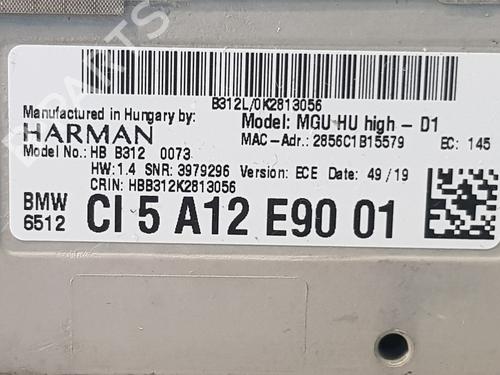 B312L/0K2813056
Manufactured in Hungary by:
HARMAN
Model: MGU HU high – D1
MAC-Adr.: 2856C1B15579 EC: 145
Model No.: HB B312 0073
HW: 1.4 SNR: 3979296 Version: ECE Date: 49/19
CRIN: HBB312K2813056
BMW
6512
CI 5 A12 E90 01